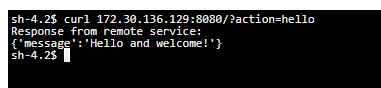 sh-4.2$ curl 172.30.136.129:8080/?action=hello
Response from remote service:
{'message':'Hello and welcome!'}
sh-4.2$